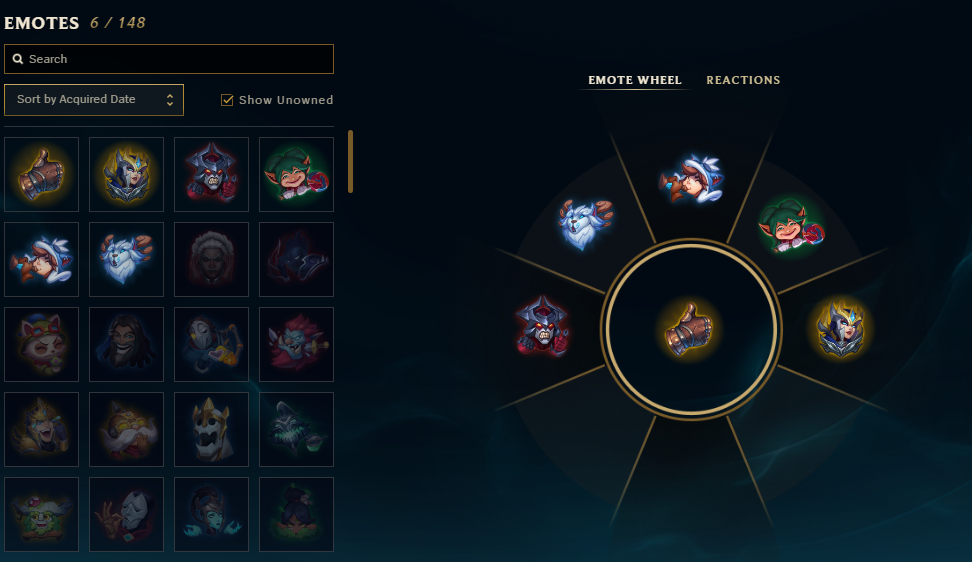 EMOTES 6 / 148
Search
Sort by Acquired Date
Show Unowned
EMOTE WHEEL
REACTIONS